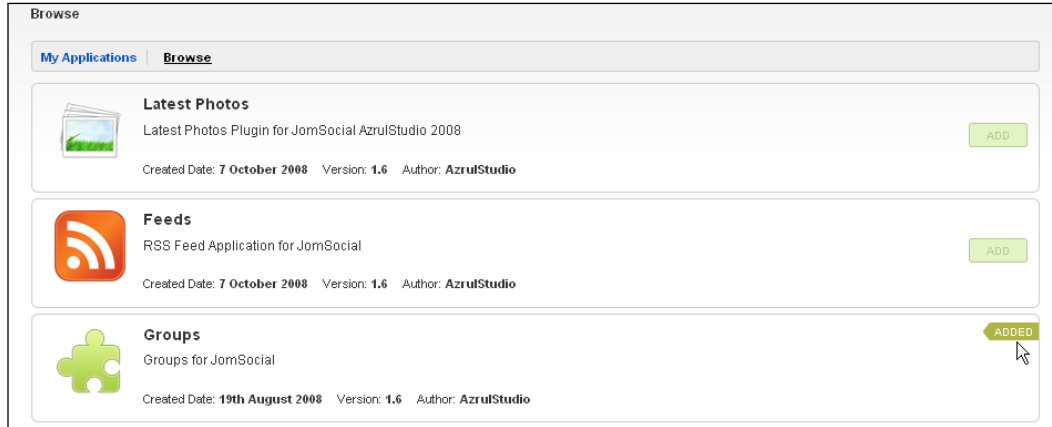 Browse
My Applications Browse
Latest Photos
Latest Photos Plugin for JomSocial AzrulStudio 2008
ADD
Created Date: 7 October 2008 Version: 1.6 Author: AzrulStudio
Feeds
RSS Feed Application for JomSocial
ADD
Created Date: 7 October 2008 Version: 1.6 Author: AzrulStudio
Groups
ADDED
Groups for JomSocial
Created Date: 19th August 2008 Version: 1.6 Author: AzrulStudio